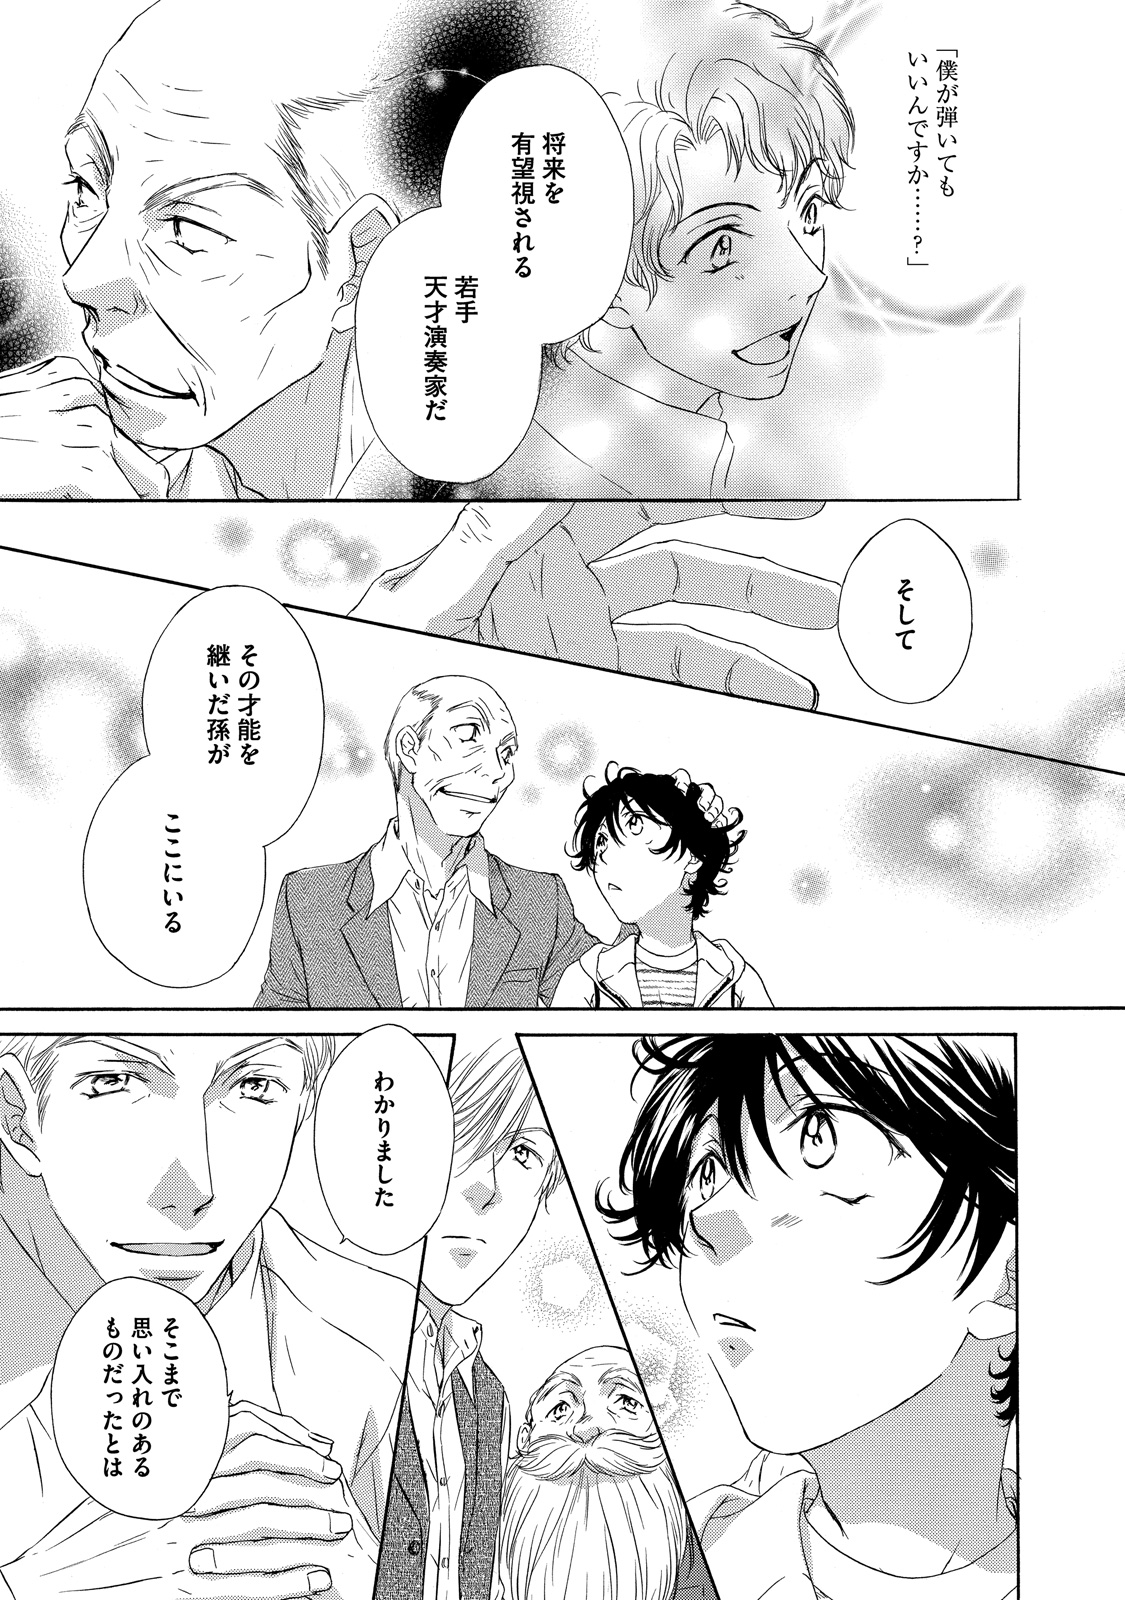 「僕が弾いても
いいんですか……？」
将来を
有望視される
若手
天才演奏家だ
そして
その才能を
継いだ孫が
ここにいる
わかりました
そこまで
思い入れのある
ものだったとは